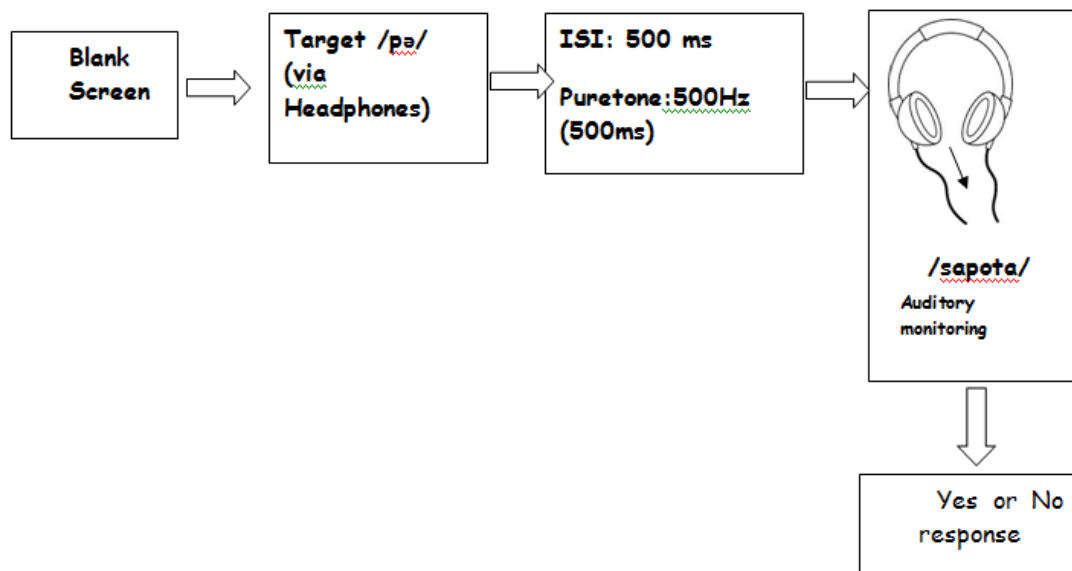 Blank
Screen
Target /pə/
(via
Headphones)
ISI: 500 ms
Puretone:500Hz
(500ms)
/sapota/
Auditory
monitoring
Yes or No
response